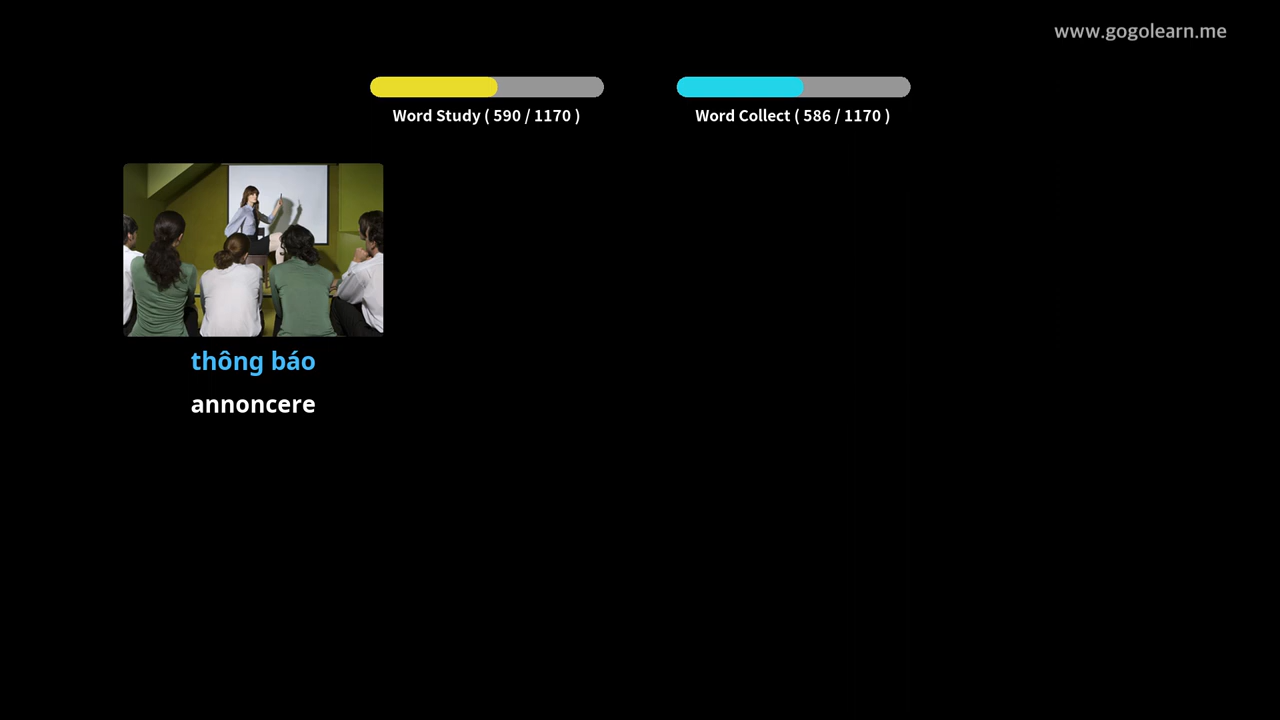 www.gogolearn.me
Word Study ( 590 / 1170 )
Word Collect ( 586 / 1170 )
thông báo
annoncere